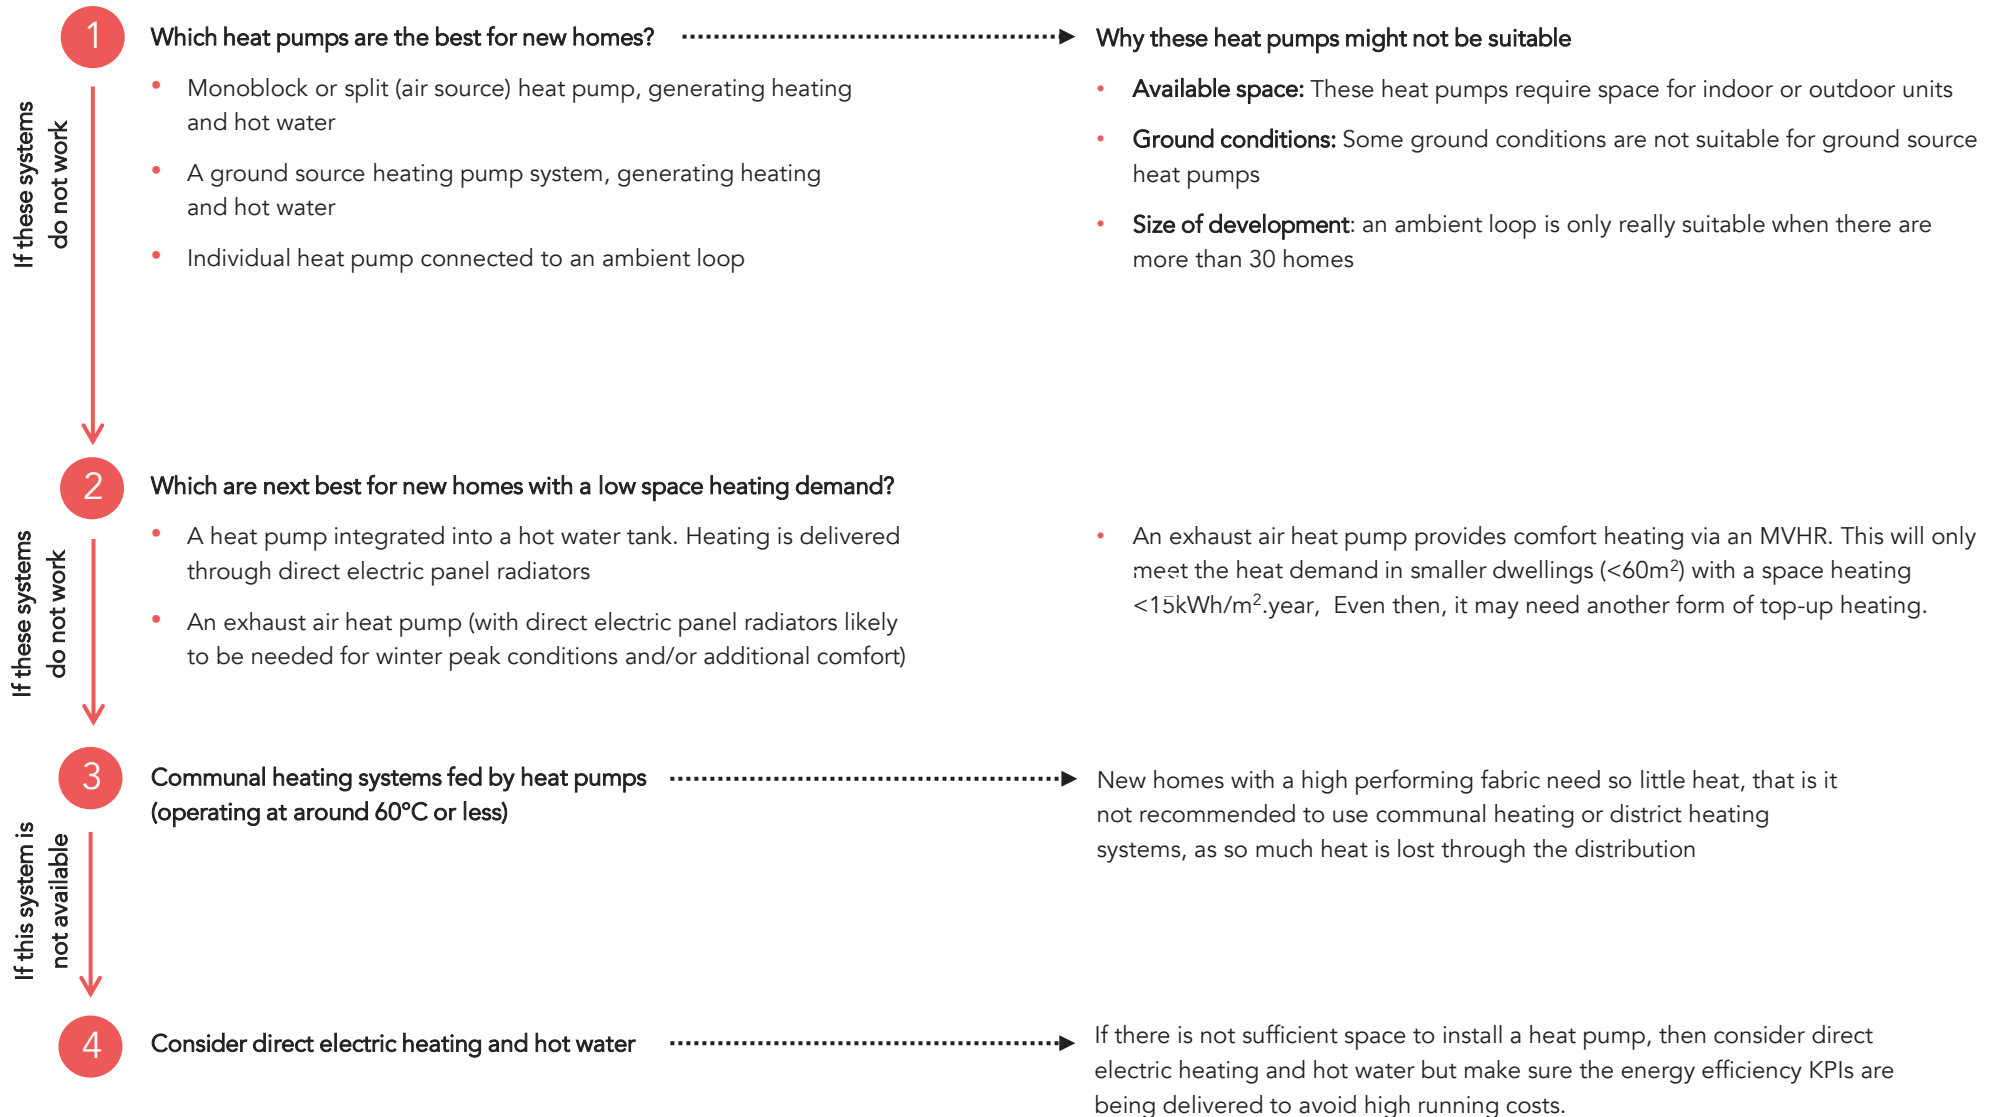 1
Which heat pumps are the best for new homes?
Monoblock or split (air source) heat pump, generating heating
and hot water
A ground source heating pump system, generating heating
and hot water
Individual heat pump connected to an ambient loop
Why these heat pumps might not be suitable
Available space: These heat pumps require space for indoor or outdoor units
Ground conditions: Some ground conditions are not suitable for ground source
heat pumps
Size of development: an ambient loop is only really suitable when there are
more than 30 homes
If these systems
do not work
2
Which are next best for new homes with a low space heating demand?
A heat pump integrated into a hot water tank. Heating is delivered
through direct electric panel radiators
An exhaust air heat pump (with direct electric panel radiators likely
to be needed for winter peak conditions and/or additional comfort)
An exhaust air heat pump provides comfort heating via an MVHR. This will only
meet the heat demand in smaller dwellings (<60m²) with a space heating
<15kWh/m².year, Even then, it may need another form of top-up heating.
If these systems
do not work
3
Communal heating systems fed by heat pumps
(operating at around 60°C or less)
New homes with a high performing fabric need so little heat, that is it
not recommended to use communal heating or district heating
systems, as so much heat is lost through the distribution
If this system is
not available
4
Consider direct electric heating and hot water
If there is not sufficient space to install a heat pump, then consider direct
electric heating and hot water but make sure the energy efficiency KPIs are
being delivered to avoid high running costs.